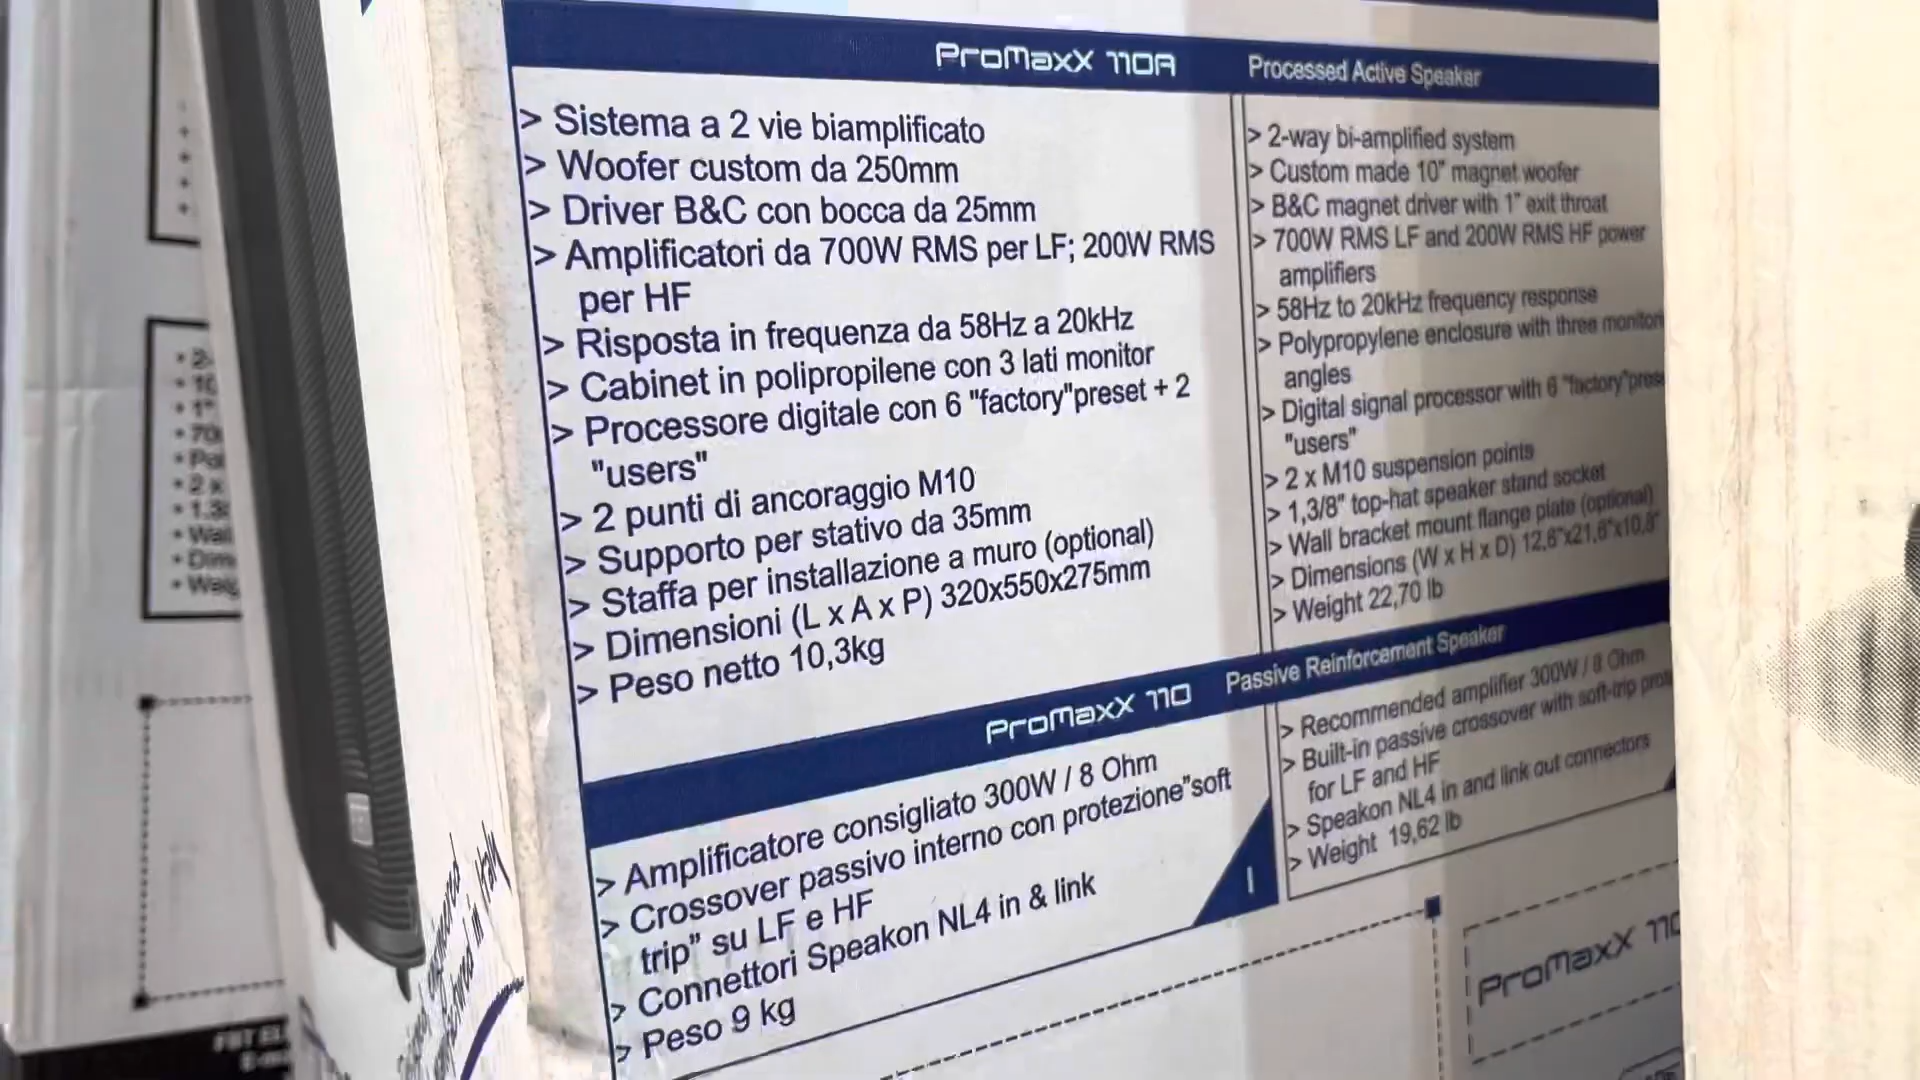 ProMaxX 110A
Processed Active Speaker
> Sistema a 2 vie biamplificato
> Woofer custom da 250mm
> Driver B&C con bocca da 25mm
> Amplificatori da 700W RMS per LF; 200W RMS
per HF
> Risposta in frequenza da 58Hz a 20kHz
> Cabinet in polipropilene con 3 lati monitor
> Processore digitale con 6 "factory"preset + 2
"users"
> 2 punti di ancoraggio M10
> Supporto per stativo da 35mm
> Staffa per installazione a muro (optional)
> Dimensioni (L x A x P) 320x550x275mm
> Peso netto 10,3kg
> 2-way bi-amplified system
> Custom made 10" magnet woofer
> B&C magnet driver with 1" exit throat
> 700W RMS LF and 200W RMS HF power
amplifiers
> 58Hz to 20kHz frequency response
> Polypropylene enclosure with three monitor
angles
> Digital signal processor with 6 "factory"
"users"
> 2 x M10 suspension points
> 1,3/8" top-hat speaker stand socket
> Wall bracket mount flange plate (optional)
> Dimensions (W x H x D) 12,6"x21,6"x10,8"
> Weight 22,70 lb
ProMaxX 110
Passive Reinforcement Speaker
> Amplificatore consigliato 300W / 8 Ohm
> Crossover passivo interno con protezione"soft
trip" su LF e HF
> Connettori Speakon NL4 in & link
> Peso 9 kg
I
> Recommended amplifier 300W / 8 Ohm
> Built-in passive crossover with soft-trip
for LF and HF
> Speakon NL4 in and link out connectors
> Weight 19,62 lb
ProMaxX 110
in Italy